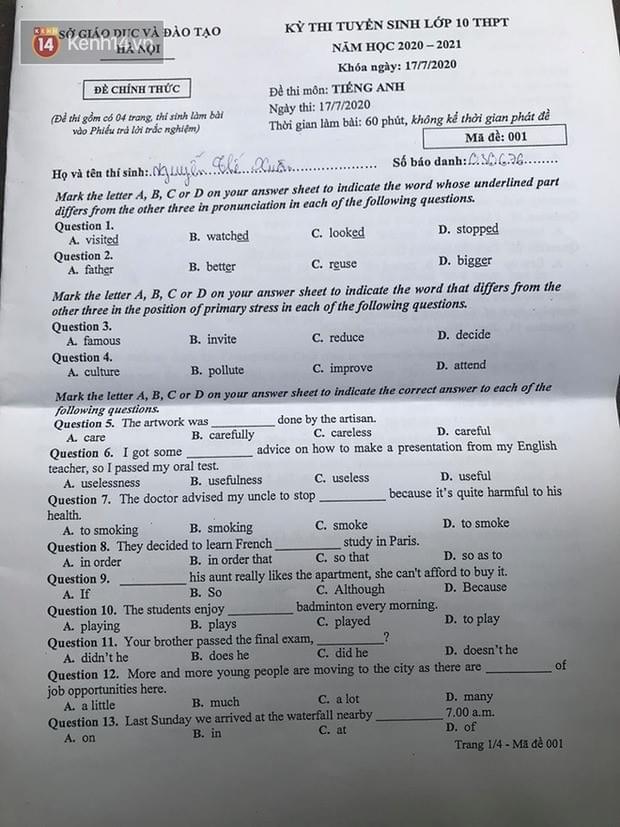 14 Kenh14.vn
SỞ GIÁO DỤC VÀ ĐÀO TẠO
HÀ NỘI
ĐỀ CHÍNH THỨC
(Đề thi gồm có 04 trang, thí sinh làm bài
vào Phiếu trả lời trắc nghiệm)
KỲ THI TUYỂN SINH LỚP 10 THPT
NĂM HỌC 2020 – 2021
Khóa ngày: 17/7/2020
Đề thi môn: TIẾNG ANH
Ngày thi: 17/7/2020
Thời gian làm bài: 60 phút, không kể thời gian phát đề
Mã đề: 001
Họ và tên thí sinh: Nguyễn Thế
Số báo danh:
Mark the letter A, B, C or D on your answer sheet to indicate the word whose underlined part
differs from the other three in pronunciation in each of the following questions.
Question 1.
A. visited B. watched C. looked D. stopped
Question 2.
A. father B. better C. reuse D. bigger
Mark the letter A, B, C or D on your answer sheet to indicate the word that differs from the
other three in the position of primary stress in each of the following questions.
Question 3.
A. famous B. invite C. reduce D. decide
Question 4.
A. culture B. pollute C. improve D. attend
Mark the letter A, B, C or D on your answer sheet to indicate the correct answer to each of the
following questions.
Question 5. The artwork was __________ done by the artisan.
A. care B. carefully C. careless D. careful
Question 6. I got some __________ advice on how to make a presentation from my English
teacher, so I passed my oral test.
A. uselessness B. usefulness C. useless D. useful
Question 7. The doctor advised my uncle to stop __________ because it's quite harmful to his
health.
A. to smoking B. smoking C. smoke D. to smoke
Question 8. They decided to learn French __________ study in Paris.
A. in order B. in order that C. so that D. so as to
Question 9. __________ his aunt really likes the apartment, she can't afford to buy it.
A. If B. So C. Although D. Because
Question 10. The students enjoy __________ badminton every morning.
A. playing B. plays C. played D. to play
Question 11. Your brother passed the final exam, __________?
A. didn't he B. does he C. did he D. doesn't he
Question 12. More and more young people are moving to the city as there are __________ of
job opportunities here.
A. a little B. much C. a lot D. many
Question 13. Last Sunday we arrived at the waterfall nearby __________ 7.00 a.m.
A. on B. in C. at D. of
Trang 1/4 - Mã đề 001